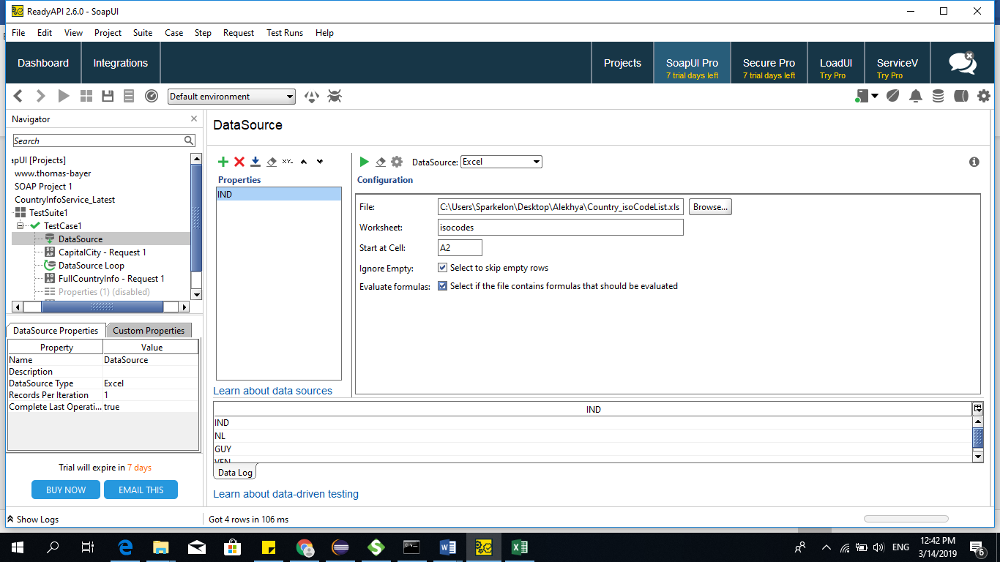 ReadyAPI 2.6.0 - SoapUI
File Edit View Project Suite Case Step Request Test Runs Help
Dashboard Integrations Projects SoapUI Pro Secure Pro LoadUI ServiceV
7 trial days left 7 trial days left Try Pro Try Pro
Default environment
Navigator
Search
apUI [Projects]
www.thomas-bayer
SOAP Project 1
CountryInfoService_Latest
TestSuite1
TestCase1
DataSource
CapitalCity - Request 1
DataSource Loop
FullCountryInfo - Request 1
Properties (1) (disabled)
DataSource Properties Custom Properties
Property Value
Name DataSource
Description
DataSource Type Excel
Records Per Iteration 1
Complete Last Operati... true
Trial will expire in 7 days
BUY NOW EMAIL THIS
Show Logs
DataSource
XY=
Properties
IND
Learn about data sources
DataSource: Excel
Configuration
File: C:\Users\Sparkelon\Desktop\Alekhya\Country_isoCodeList.xls Browse...
Worksheet: isocodes
Start at Cell: A2
Ignore Empty: Select to skip empty rows
Evaluate formulas: Select if the file contains formulas that should be evaluated
IND
IND
NL
GUY
VEN
Data Log
Learn about data-driven testing
Got 4 rows in 106 ms
ENG
12:42 PM
3/14/2019
6